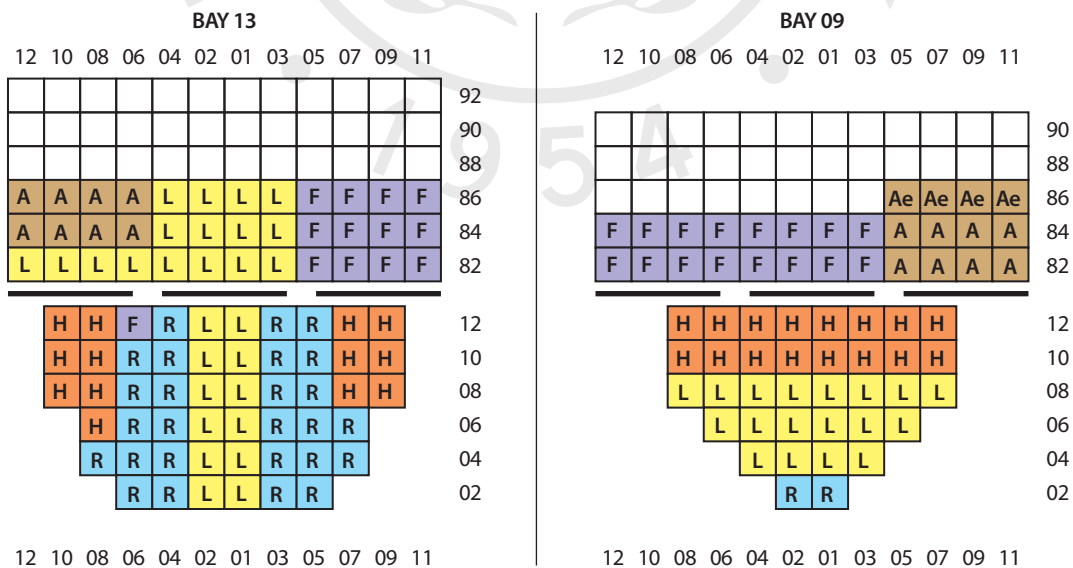 BAY 13
12 10 08 06 04 02 01 03 05 07 09 11
92
90
88
A A A A L L L L F F F F 86
A A A A L L L L F F F F 84
L L L L L L L L F F F F 82
H H F R L L R R H H 12
H H R R L L R R H H 10
H H R R L L R R H H 08
H R R L L R R R 06
R R R L L R R R 04
R R L L R R 02
12 10 08 06 04 02 01 03 05 07 09 11
BAY 09
12 10 08 06 04 02 01 03 05 07 09 11
90
88
Ae Ae Ae Ae 86
F F F F F F F F A A A A 84
F F F F F F F F A A A A 82
H H H H H H H H 12
H H H H H H H H 10
L L L L L L L L 08
L L L L L L 06
L L L L 04
R R 02
12 10 08 06 04 02 01 03 05 07 09 11
1954